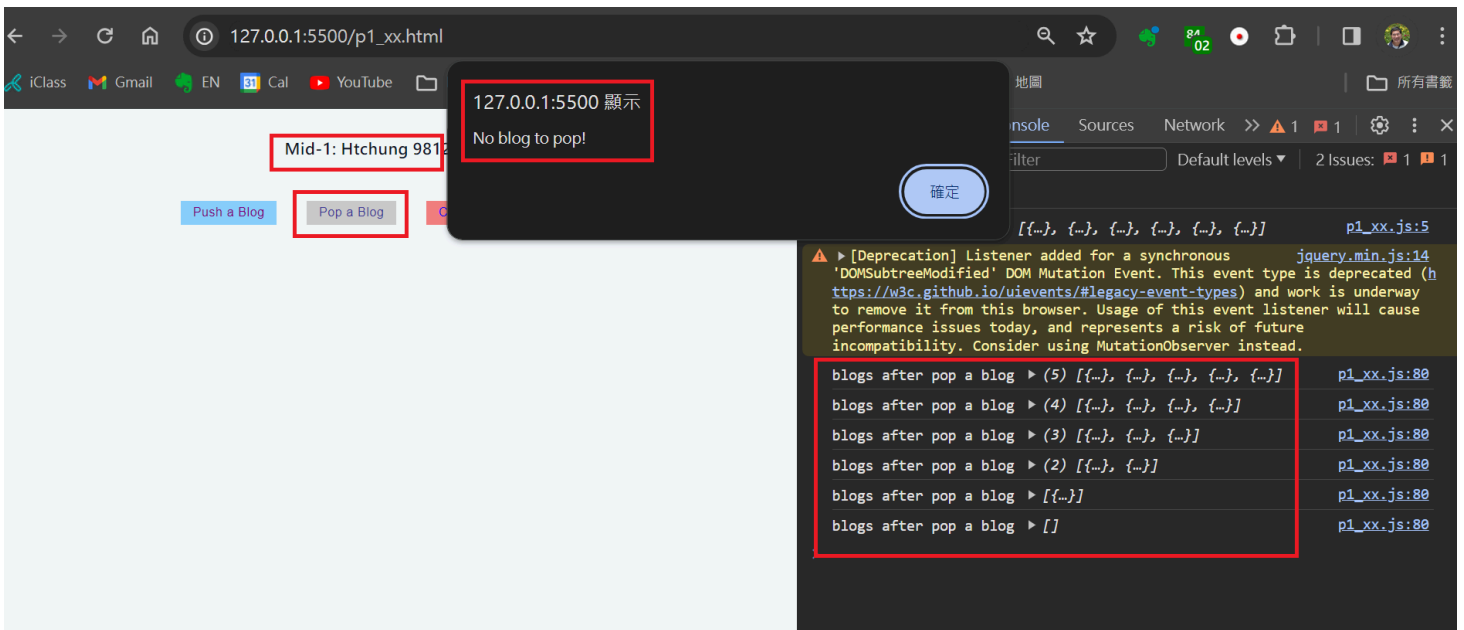 127.0.0.1:5500/p1_xx.html
84
02
iClass
Gmail
EN
31
Cal
YouTube
地圖
所有書籤
127.0.0.1:5500 顯示
No blog to pop!
確定
Mid-1: Htchung 9812
Push a Blog
Pop a Blog
Sources
Network
1
1
Default levels
2 Issues:
1
1
[{…}, {…}, {…}, {…}, {…}, {…}]
p1_xx.js:5
[Deprecation] Listener added for a synchronous jquery.min.js:14
'DOMSubtreeModified' DOM Mutation Event. This event type is deprecated (h
ttps://w3c.github.io/uievents/#legacy-event-types) and work is underway
to remove it from this browser. Usage of this event listener will cause
performance issues today, and represents a risk of future
incompatibility. Consider using MutationObserver instead.
blogs after pop a blog (5) [{…}, {…}, {…}, {…}, {…}] p1_xx.js:80
blogs after pop a blog (4) [{…}, {…}, {…}, {…}] p1_xx.js:80
blogs after pop a blog (3) [{…}, {…}, {…}] p1_xx.js:80
blogs after pop a blog (2) [{…}, {…}] p1_xx.js:80
blogs after pop a blog [{…}] p1_xx.js:80
blogs after pop a blog [] p1_xx.js:80